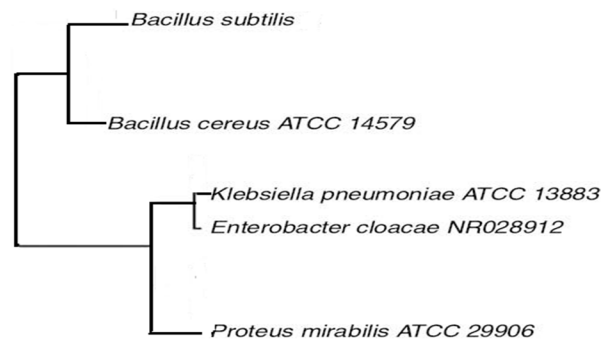 Bacillus subtilis
Bacillus cereus ATCC 14579
Klebsiella pneumoniae ATCC 13883
Enterobacter cloacae NR028912
Proteus mirabilis ATCC 29906